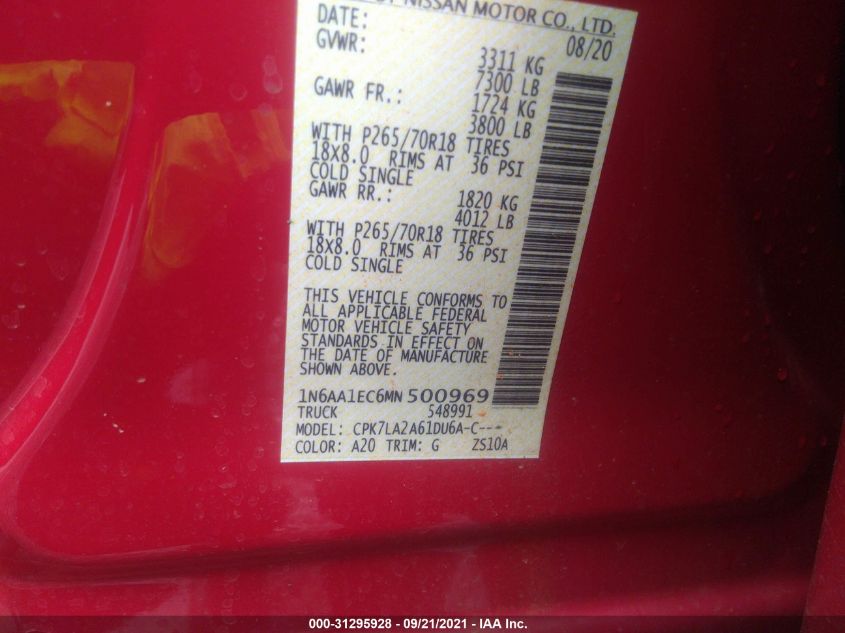 NISSAN MOTOR CO., LTD.
DATE: 08/20
GVWR: 3311 KG
7300 LB
GAWR FR.: 1724 KG
3800 LB
WITH P265/70R18 TIRES
18X8.0 RIMS AT 36 PSI
COLD SINGLE
GAWR RR.: 1820 KG
4012 LB
WITH P265/70R18 TIRES
18X8.0 RIMS AT 36 PSI
COLD SINGLE
THIS VEHICLE CONFORMS TO
ALL APPLICABLE FEDERAL
MOTOR VEHICLE SAFETY
STANDARDS IN EFFECT ON
THE DATE OF MANUFACTURE
SHOWN ABOVE.
1N6AA1EC6MN500969
TRUCK 548991
MODEL: CPK7LA2A61DU6A-C---
COLOR: A20 TRIM: G ZS10A
000-31295928 - 09/21/2021 - IAA Inc.